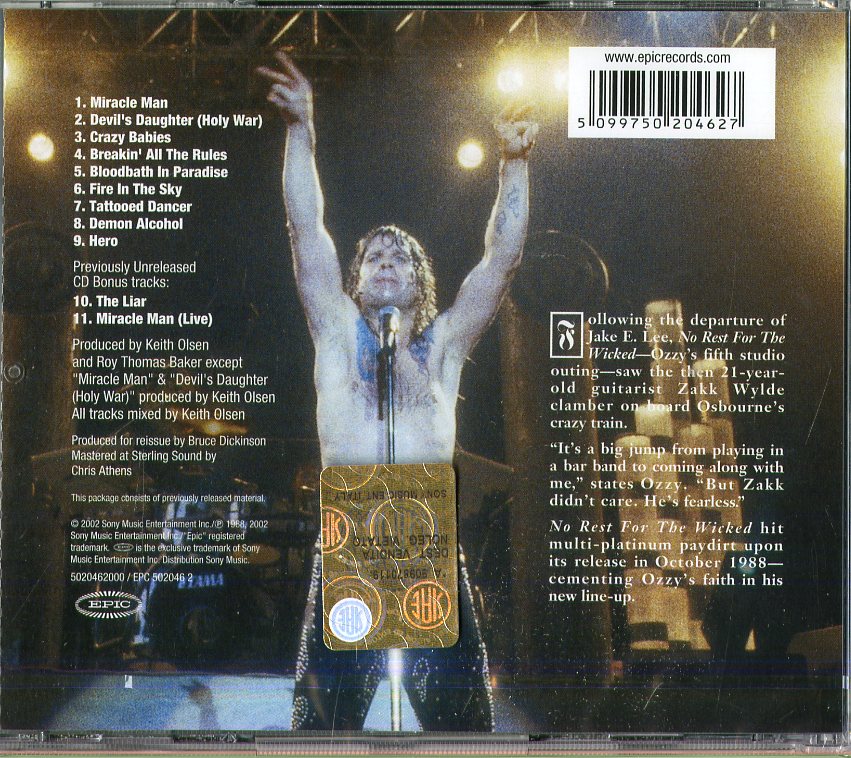 www.epicrecords.com
5 099750 204627
1. Miracle Man
2. Devil's Daughter (Holy War)
3. Crazy Babies
4. Breakin' All The Rules
5. Bloodbath In Paradise
6. Fire In The Sky
7. Tattooed Dancer
8. Demon Alcohol
9. Hero
Previously Unreleased
CD Bonus tracks:
10. The Liar
11. Miracle Man (Live)
Produced by Keith Olsen
and Roy Thomas Baker except
"Miracle Man" & "Devil's Daughter
(Holy War)" produced by Keith Olsen
All tracks mixed by Keith Olsen
Produced for reissue by Bruce Dickinson
Mastered at Sterling Sound by
Chris Athens
This package consists of previously released material.
© 2002 Sony Music Entertainment Inc./℗ 1988, 2002
Sony Music Entertainment Inc./"Epic" registered
trademark. EPIC is the exclusive trademark of Sony
Music Entertainment Inc/ Distribution Sony Music.
5020462000 / EPC 502046 2
EPIC
Following the departure of
Jake E. Lee, No Rest For The
Wicked—Ozzy's fifth studio
outing—saw the then 21-year-
old guitarist Zakk Wylde
clamber on board Osbourne's
crazy train.
"It's a big jump from playing in
a bar band to coming along with
me," states Ozzy. "But Zakk
didn't care. He's fearless."
No Rest For The Wicked hit
multi-platinum paydirt upon
its release in October 1988—
cementing Ozzy's faith in his
new line-up.
DEST. VENDITA
NOLEG. VIETATO
SONY MUSIC ENT. ITALY
TAMA